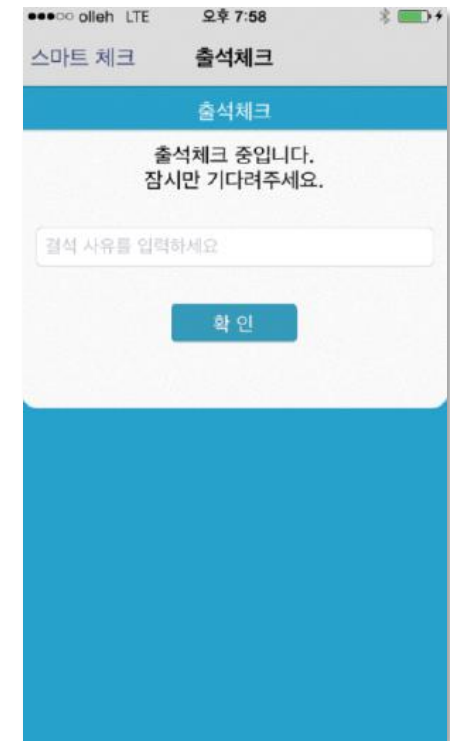 olleh LTE 오후 7:58
스마트 체크 출석체크
출석체크
출석체크 중입니다.
잠시만 기다려주세요.
결석 사유를 입력하세요
확 인